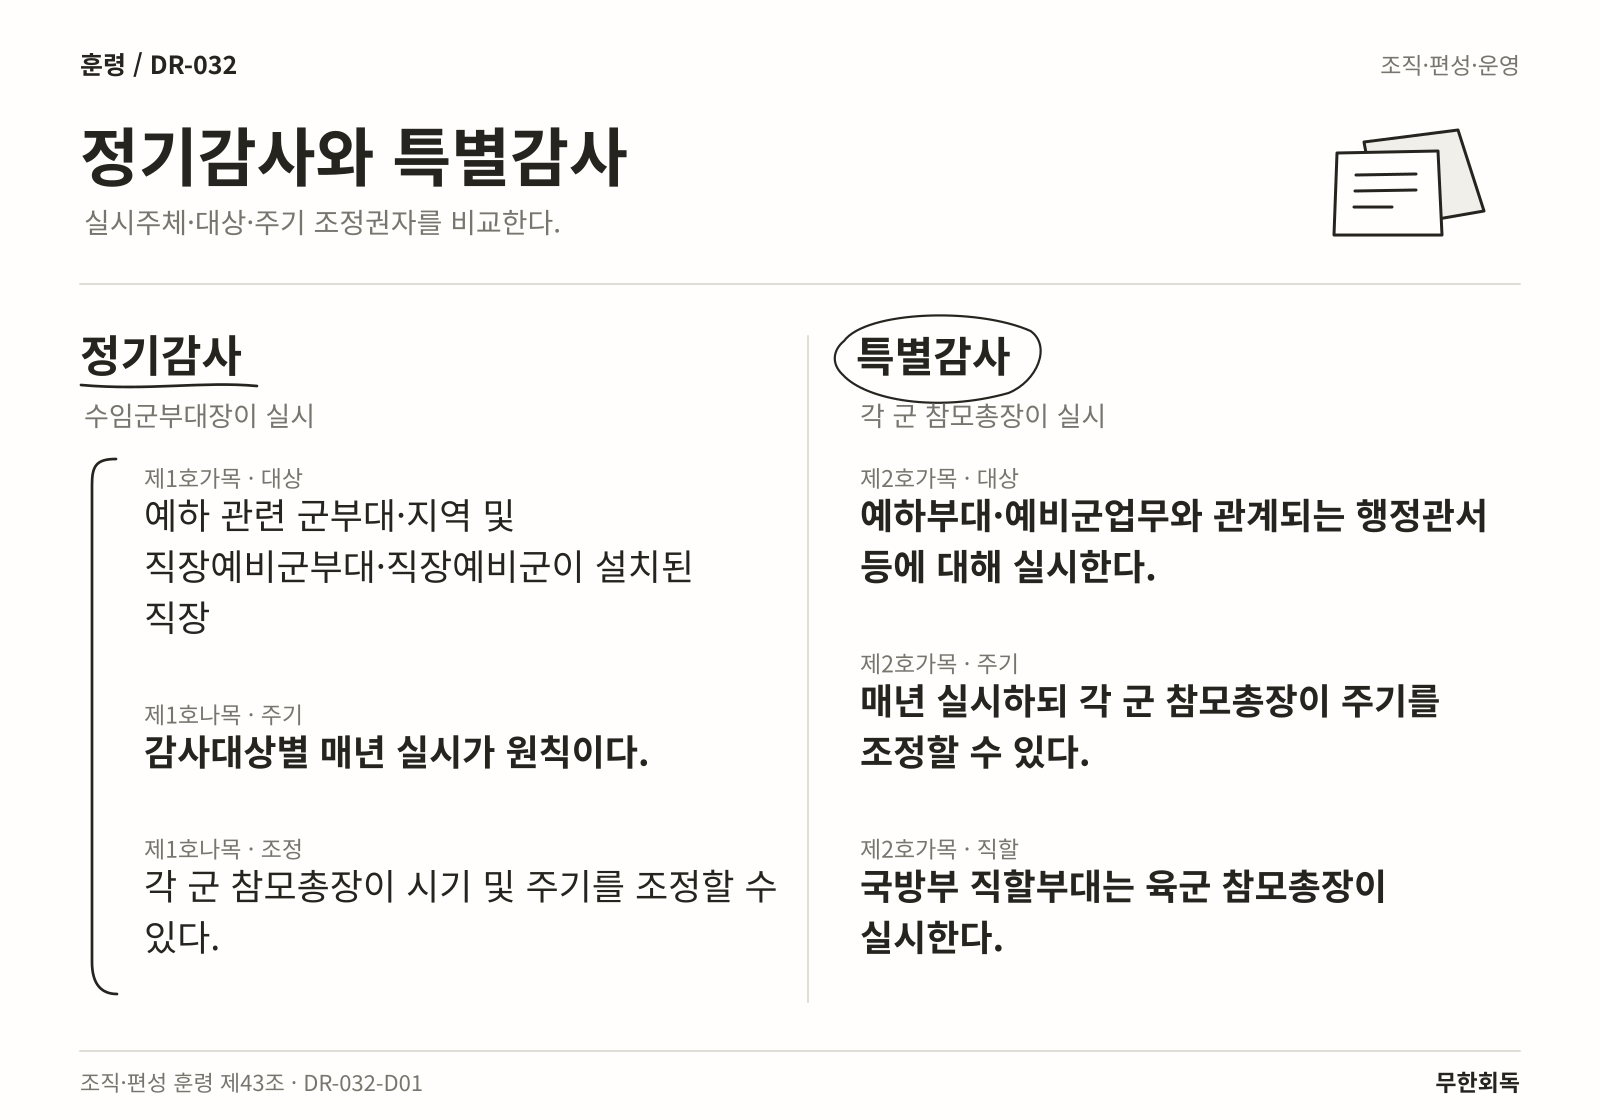 훈령 / DR-032
조직·편성·운영
정기감사와 특별감사
실시주체·대상·주기 조정권자를 비교한다.
정기감사
수임군부대장이 실시
제1호가목 · 대상
예하 관련 군부대·지역 및
직장예비군부대·직장예비군이 설치된
직장
제1호나목 · 주기
감사대상별 매년 실시가 원칙이다.
제1호나목 · 조정
각 군 참모총장이 시기 및 주기를 조정할 수
있다.
특별감사
각 군 참모총장이 실시
제2호가목 · 대상
예하부대·예비군업무와 관계되는 행정관서
등에 대해 실시한다.
제2호가목 · 주기
매년 실시하되 각 군 참모총장이 주기를
조정할 수 있다.
제2호가목 · 직할
국방부 직할부대는 육군 참모총장이
실시한다.
조직·편성 훈령 제43조 · DR-032-D01
무한회독